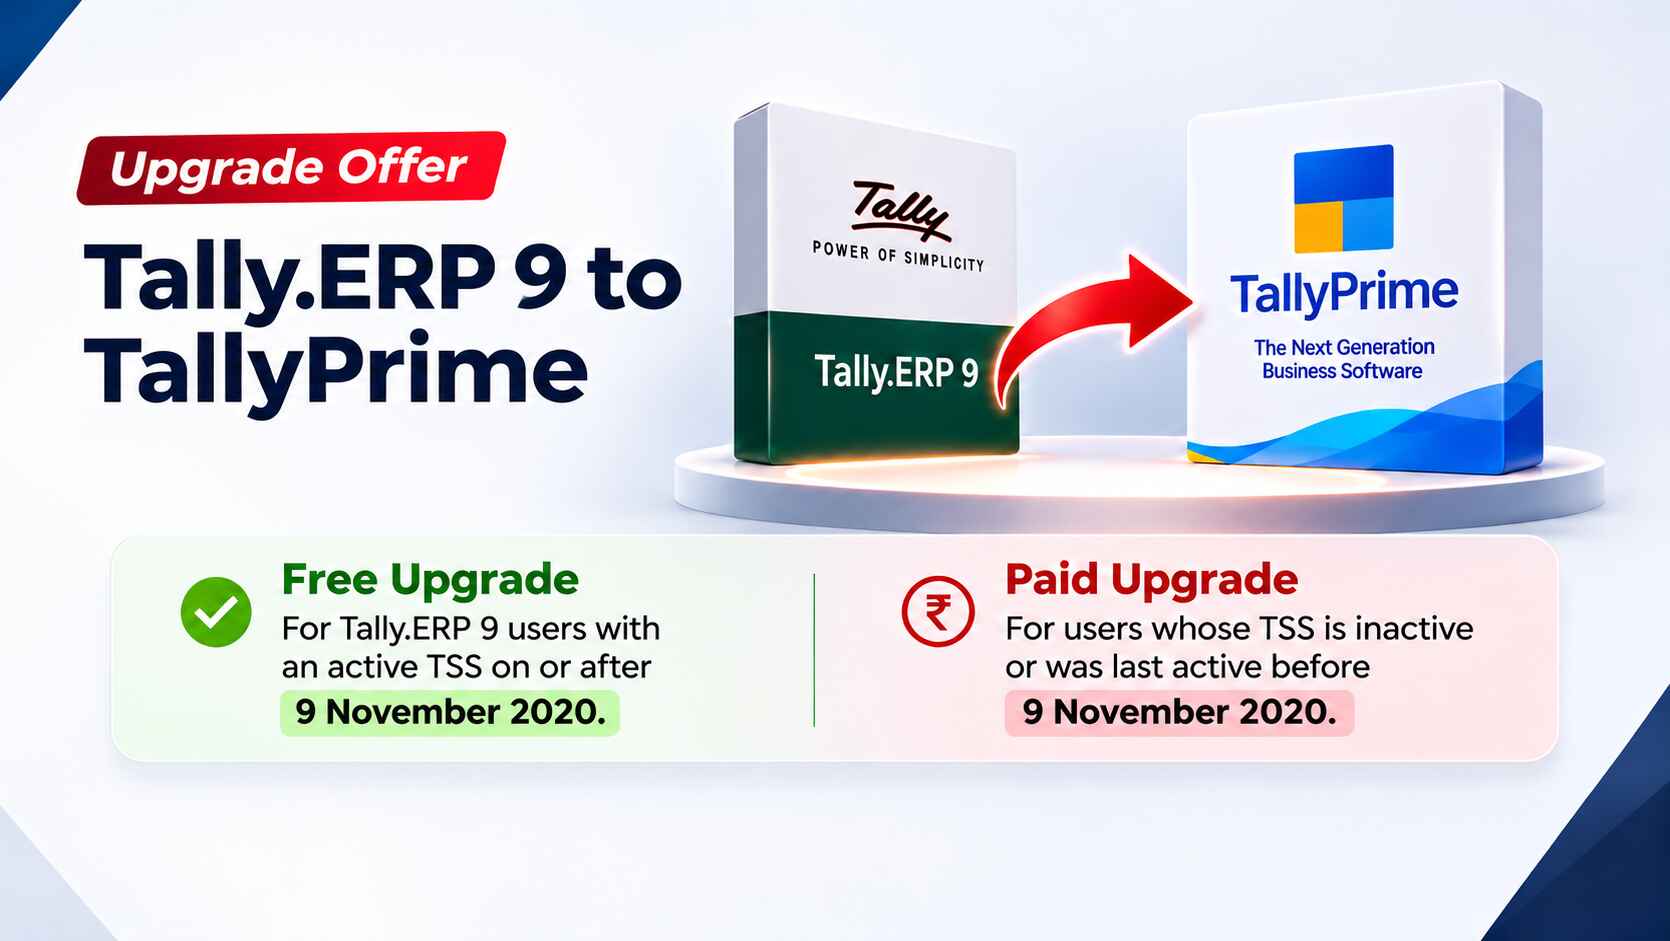 Upgrade Offer
Tally.ERP 9 to
TallyPrime
Tally
POWER OF SIMPLICITY
Tally.ERP 9
TallyPrime
The Next Generation
Business Software
Free Upgrade
For Tally.ERP 9 users with
an active TSS on or after
9 November 2020.
₹
Paid Upgrade
For users whose TSS is inactive
or was last active before
9 November 2020.